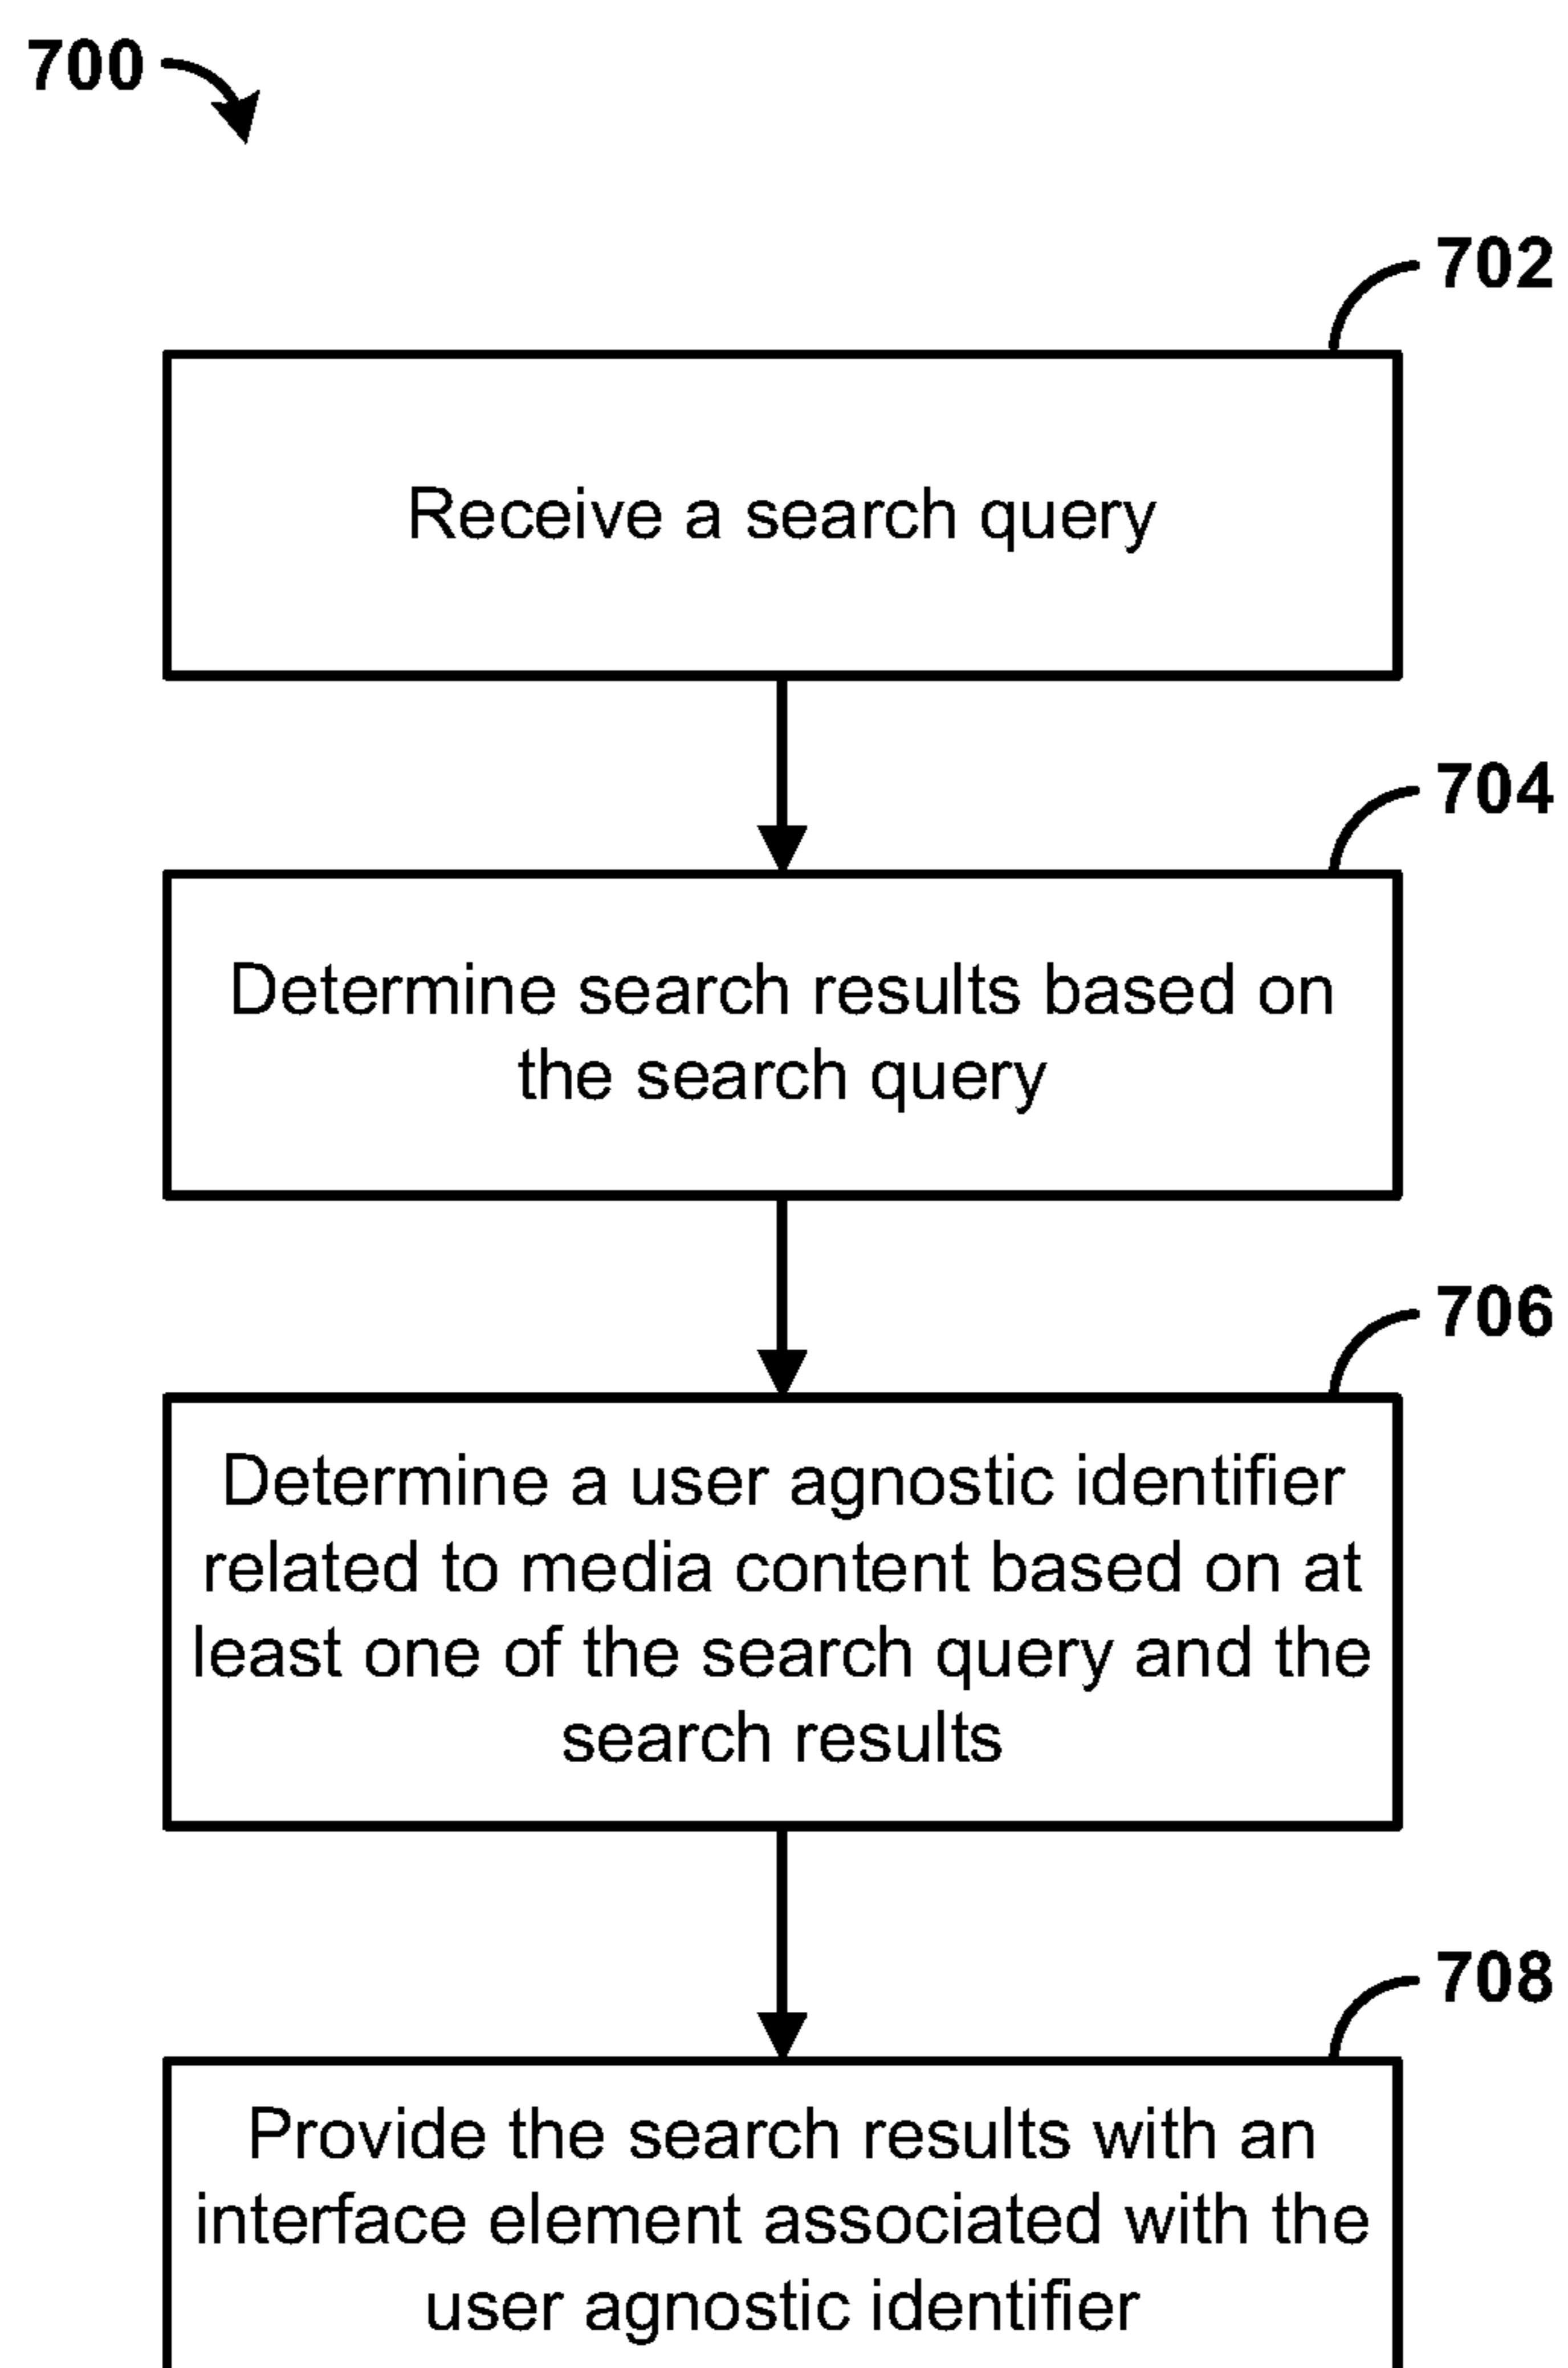 700
702
Receive a search query
704
Determine search results based on
the search query
706
Determine a user agnostic identifier
related to media content based on at
least one of the search query and the
search results
708
Provide the search results with an
interface element associated with the
user agnostic identifier